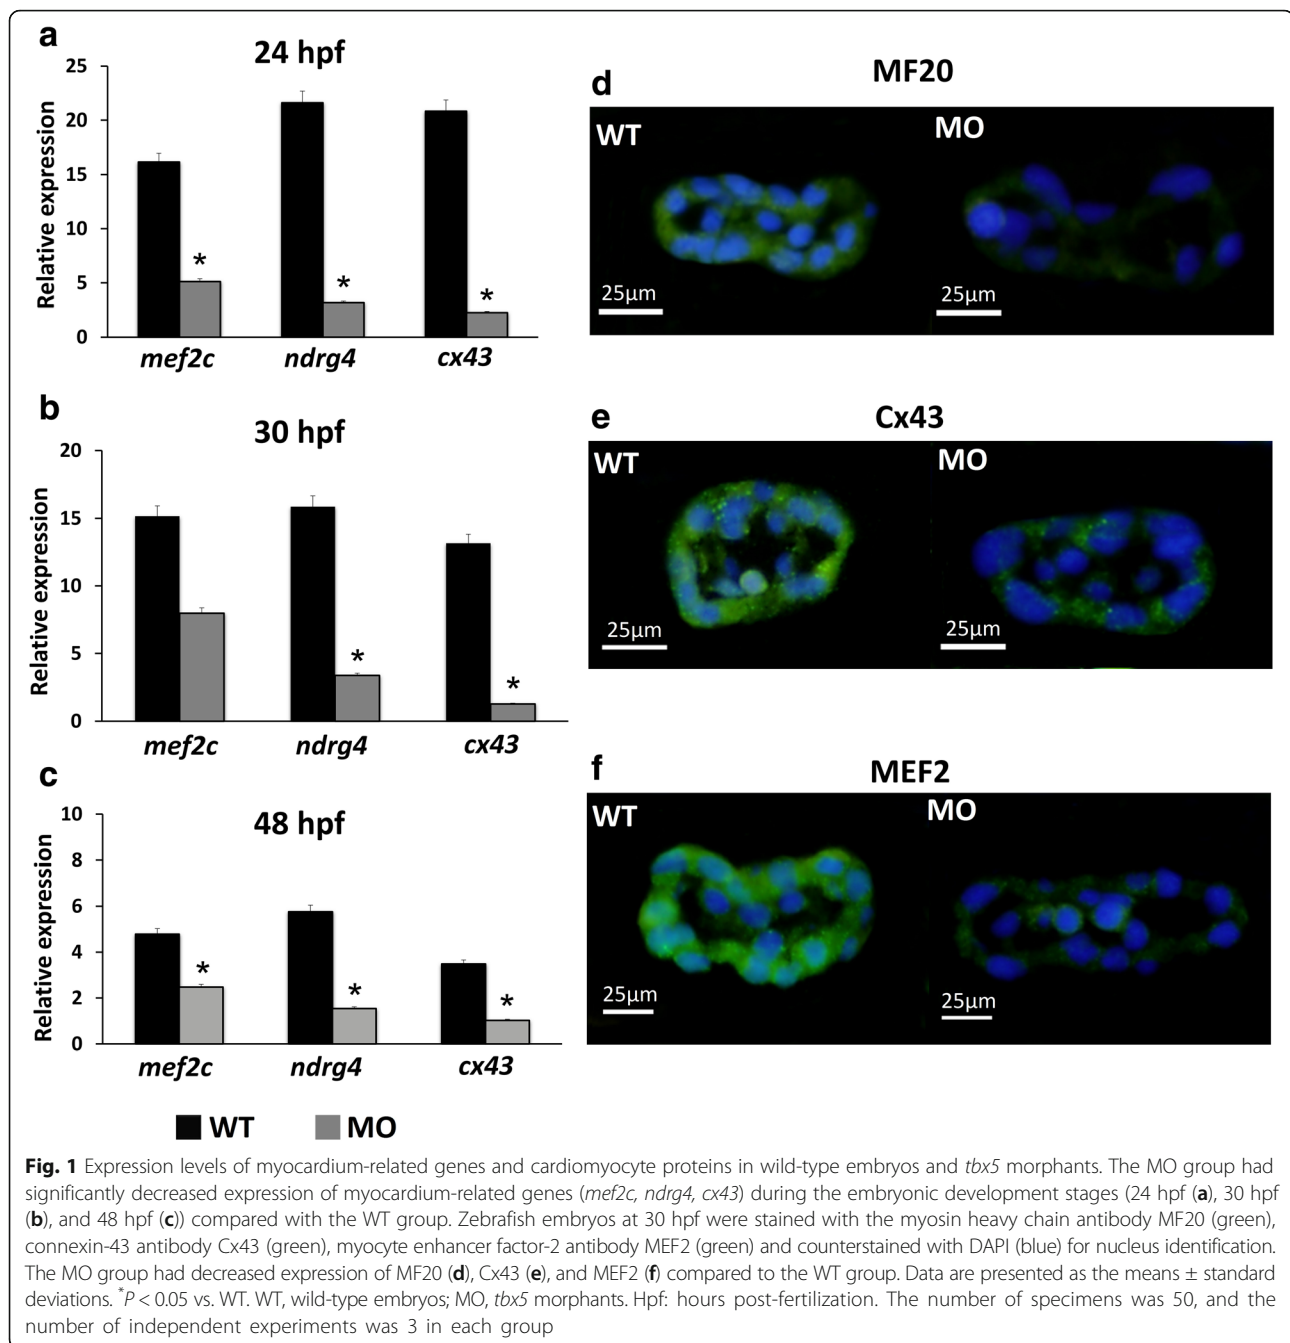 a
24 hpf
25
20
15
10
5
0
Relative expression
*
*
*
mef2c ndrg4 cx43
b
30 hpf
20
15
10
5
0
Relative expression
*
*
mef2c ndrg4 cx43
c
48 hpf
10
8
6
4
2
0
Relative expression
*
*
*
mef2c ndrg4 cx43
WT MO
d
MF20
WT MO
25μm 25μm
e
Cx43
WT MO
25μm 25μm
f
MEF2
WT MO
25μm 25μm
Fig. 1 Expression levels of myocardium-related genes and cardiomyocyte proteins in wild-type embryos and tbx5 morphants. The MO group had
significantly decreased expression of myocardium-related genes (mef2c, ndrg4, cx43) during the embryonic development stages (24 hpf (a), 30 hpf
(b), and 48 hpf (c)) compared with the WT group. Zebrafish embryos at 30 hpf were stained with the myosin heavy chain antibody MF20 (green),
connexin-43 antibody Cx43 (green), myocyte enhancer factor-2 antibody MEF2 (green) and counterstained with DAPI (blue) for nucleus identification.
The MO group had decreased expression of MF20 (d), Cx43 (e), and MEF2 (f) compared to the WT group. Data are presented as the means ± standard
deviations. *P < 0.05 vs. WT. WT, wild-type embryos; MO, tbx5 morphants. Hpf: hours post-fertilization. The number of specimens was 50, and the
number of independent experiments was 3 in each group